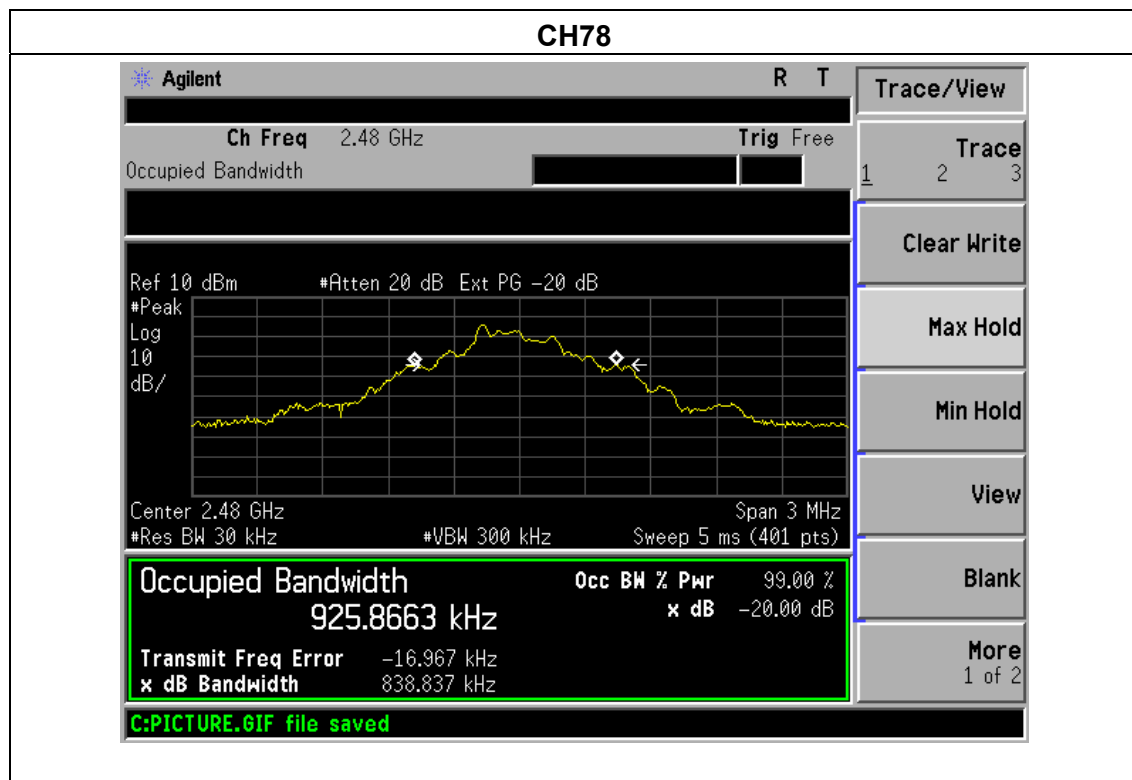 CH78
Agilent R T
Trace/View
Ch Freq 2.48 GHz Trig Free
Occupied Bandwidth
Trace
1 2 3
Clear Write
Ref 10 dBm #Atten 20 dB Ext PG -20 dB
#Peak
Log
10
dB/
Max Hold
Min Hold
View
Center 2.48 GHz Span 3 MHz
#Res BW 30 kHz #VBW 300 kHz Sweep 5 ms (401 pts)
Occupied Bandwidth Occ BW % Pwr 99.00 %
925.8663 kHz x dB -20.00 dB
Blank
Transmit Freq Error -16.967 kHz
x dB Bandwidth 838.837 kHz
More
1 of 2
C:PICTURE.GIF file saved